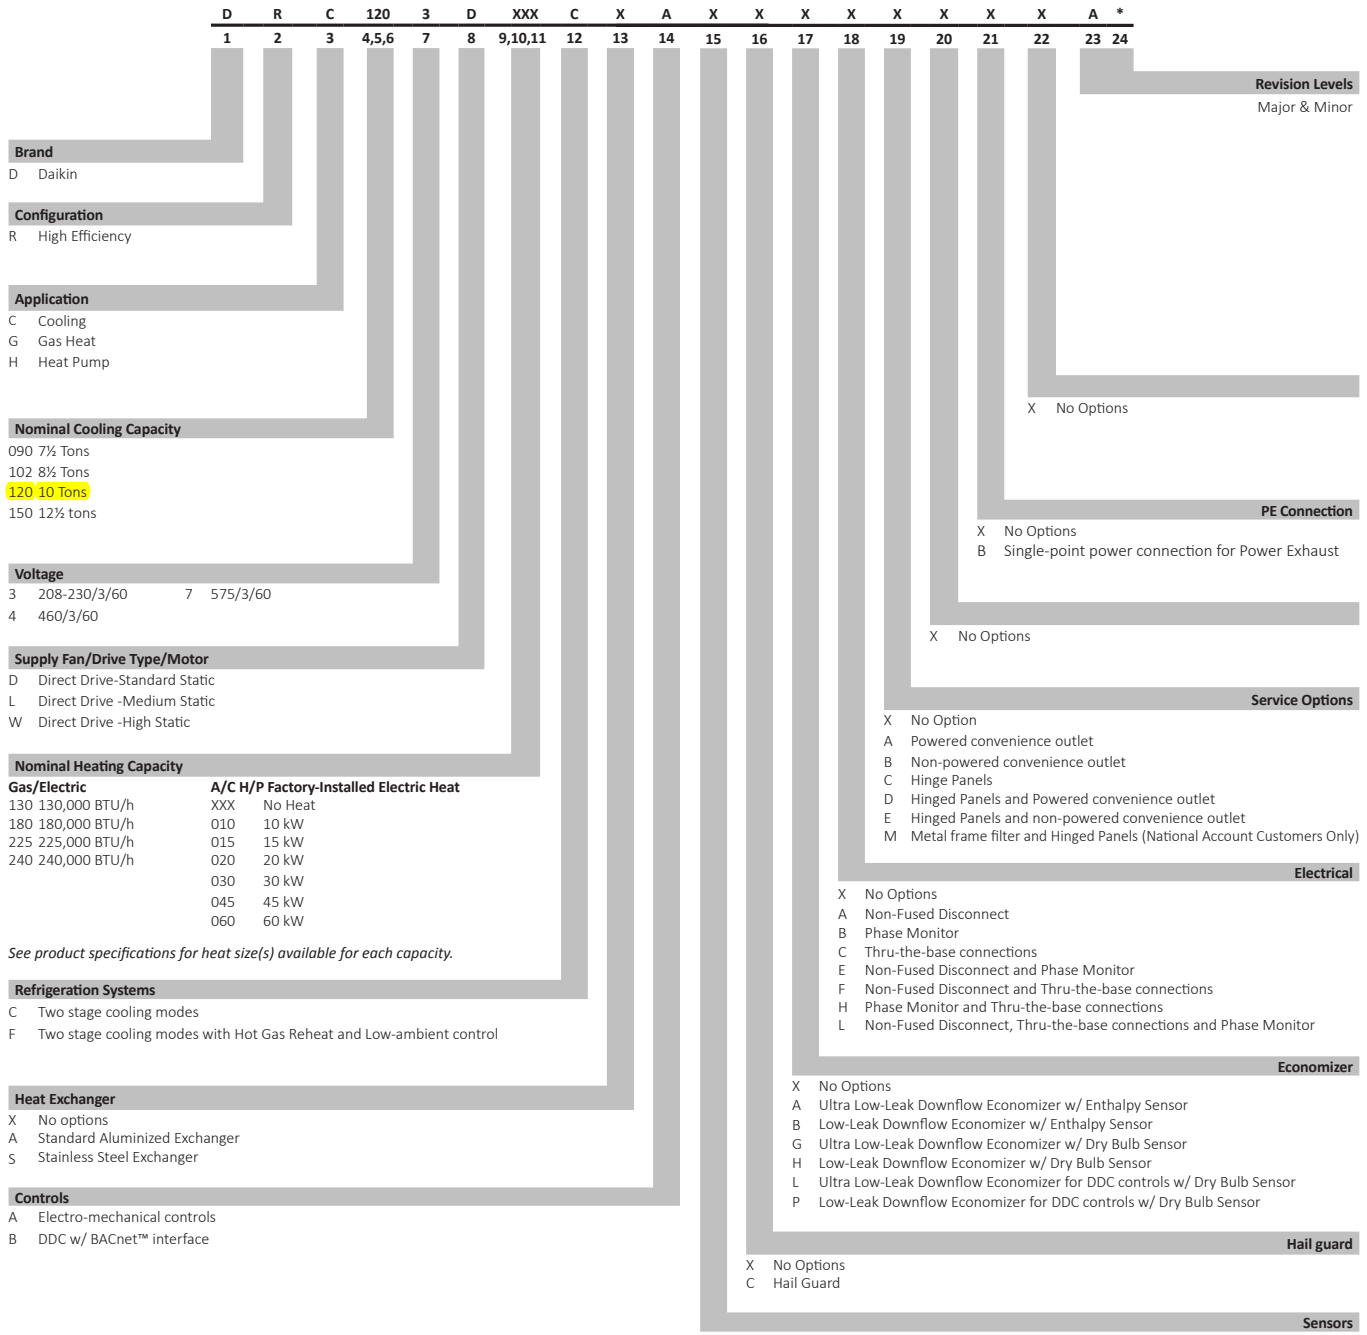 D R C 120 3 D XXX C X A X X X X X X X X A *
1 2 3 4,5,6 7 8 9,10,11 12 13 14 15 16 17 18 19 20 21 22 23 24
Revision Levels
Major & Minor
Brand
D Daikin
Configuration
R High Efficiency
Application
C Cooling
G Gas Heat
H Heat Pump
X No Options
Nominal Cooling Capacity
090 7½ Tons
102 8½ Tons
120 10 Tons
150 12½ tons
PE Connection
X No Options
B Single-point power connection for Power Exhaust
Voltage
3 208-230/3/60 7 575/3/60
4 460/3/60
X No Options
Supply Fan/Drive Type/Motor
D Direct Drive-Standard Static
L Direct Drive -Medium Static
W Direct Drive -High Static
Service Options
X No Option
A Powered convenience outlet
B Non-powered convenience outlet
C Hinge Panels
D Hinged Panels and Powered convenience outlet
E Hinged Panels and non-powered convenience outlet
M Metal frame filter and Hinged Panels (National Account Customers Only)
Nominal Heating Capacity
Gas/Electric A/C H/P Factory-Installed Electric Heat
130 130,000 BTU/h XXX No Heat
180 180,000 BTU/h 010 10 kW
225 225,000 BTU/h 015 15 kW
240 240,000 BTU/h 020 20 kW
030 30 kW
045 45 kW
060 60 kW
See product specifications for heat size(s) available for each capacity.
Electrical
X No Options
A Non-Fused Disconnect
B Phase Monitor
C Thru-the-base connections
E Non-Fused Disconnect and Phase Monitor
F Non-Fused Disconnect and Thru-the-base connections
H Phase Monitor and Thru-the-base connections
L Non-Fused Disconnect, Thru-the-base connections and Phase Monitor
Refrigeration Systems
C Two stage cooling modes
F Two stage cooling modes with Hot Gas Reheat and Low-ambient control
Economizer
X No Options
A Ultra Low-Leak Downflow Economizer w/ Enthalpy Sensor
B Low-Leak Downflow Economizer w/ Enthalpy Sensor
G Ultra Low-Leak Downflow Economizer w/ Dry Bulb Sensor
H Low-Leak Downflow Economizer w/ Dry Bulb Sensor
L Ultra Low-Leak Downflow Economizer for DDC controls w/ Dry Bulb Sensor
P Low-Leak Downflow Economizer for DDC controls w/ Dry Bulb Sensor
Heat Exchanger
X No options
A Standard Aluminized Exchanger
S Stainless Steel Exchanger
Controls
A Electro-mechanical controls
B DDC w/ BACnet™ interface
Hail guard
X No Options
C Hail Guard
Sensors